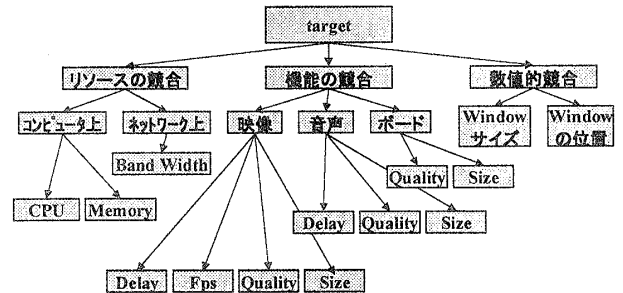 target
リソースの競合
機能の競合
数値的競合
コンピュータ上
ネットワーク上
映像
音声
ボード
Window
サイズ
Window
の位置
Band Width
Quality
Size
CPU
Memory
Delay
Quality
Size
Delay
Fps
Quality
Size